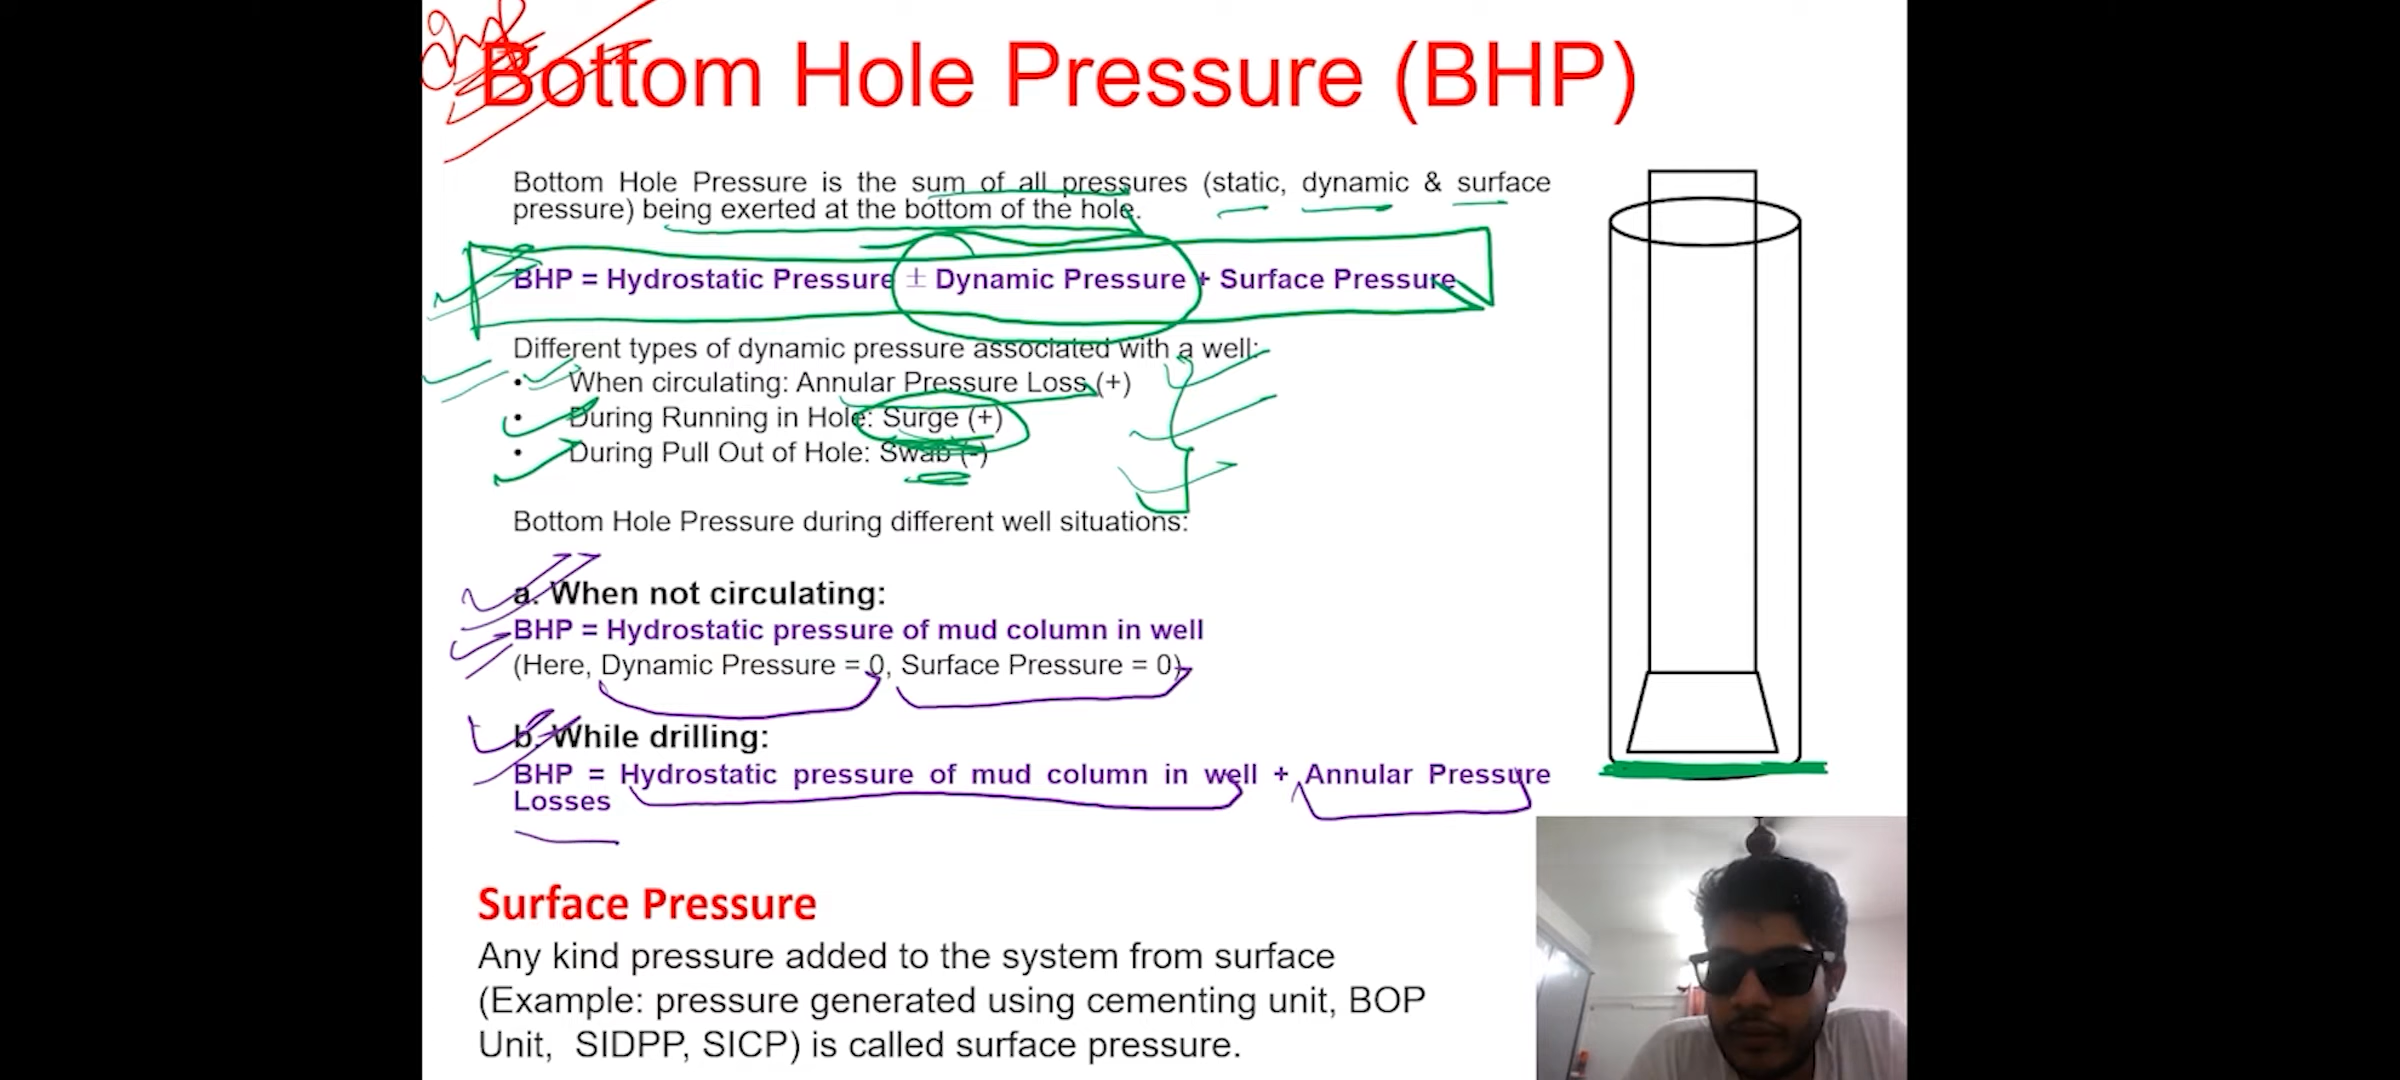 Bottom Hole Pressure (BHP)
Bottom Hole Pressure is the sum of all pressures (static, dynamic & surface
pressure) being exerted at the bottom of the hole.
BHP = Hydrostatic Pressure ± Dynamic Pressure + Surface Pressure
Different types of dynamic pressure associated with a well:
• When circulating: Annular Pressure Loss (+)
• During Running in Hole: Surge (+)
• During Pull Out of Hole: Swab (-)
Bottom Hole Pressure during different well situations:
a. When not circulating:
BHP = Hydrostatic pressure of mud column in well
(Here, Dynamic Pressure = 0, Surface Pressure = 0)
b. While drilling:
BHP = Hydrostatic pressure of mud column in well + Annular Pressure
Losses
Surface Pressure
Any kind pressure added to the system from surface
(Example: pressure generated using cementing unit, BOP
Unit, SIDPP, SICP) is called surface pressure.